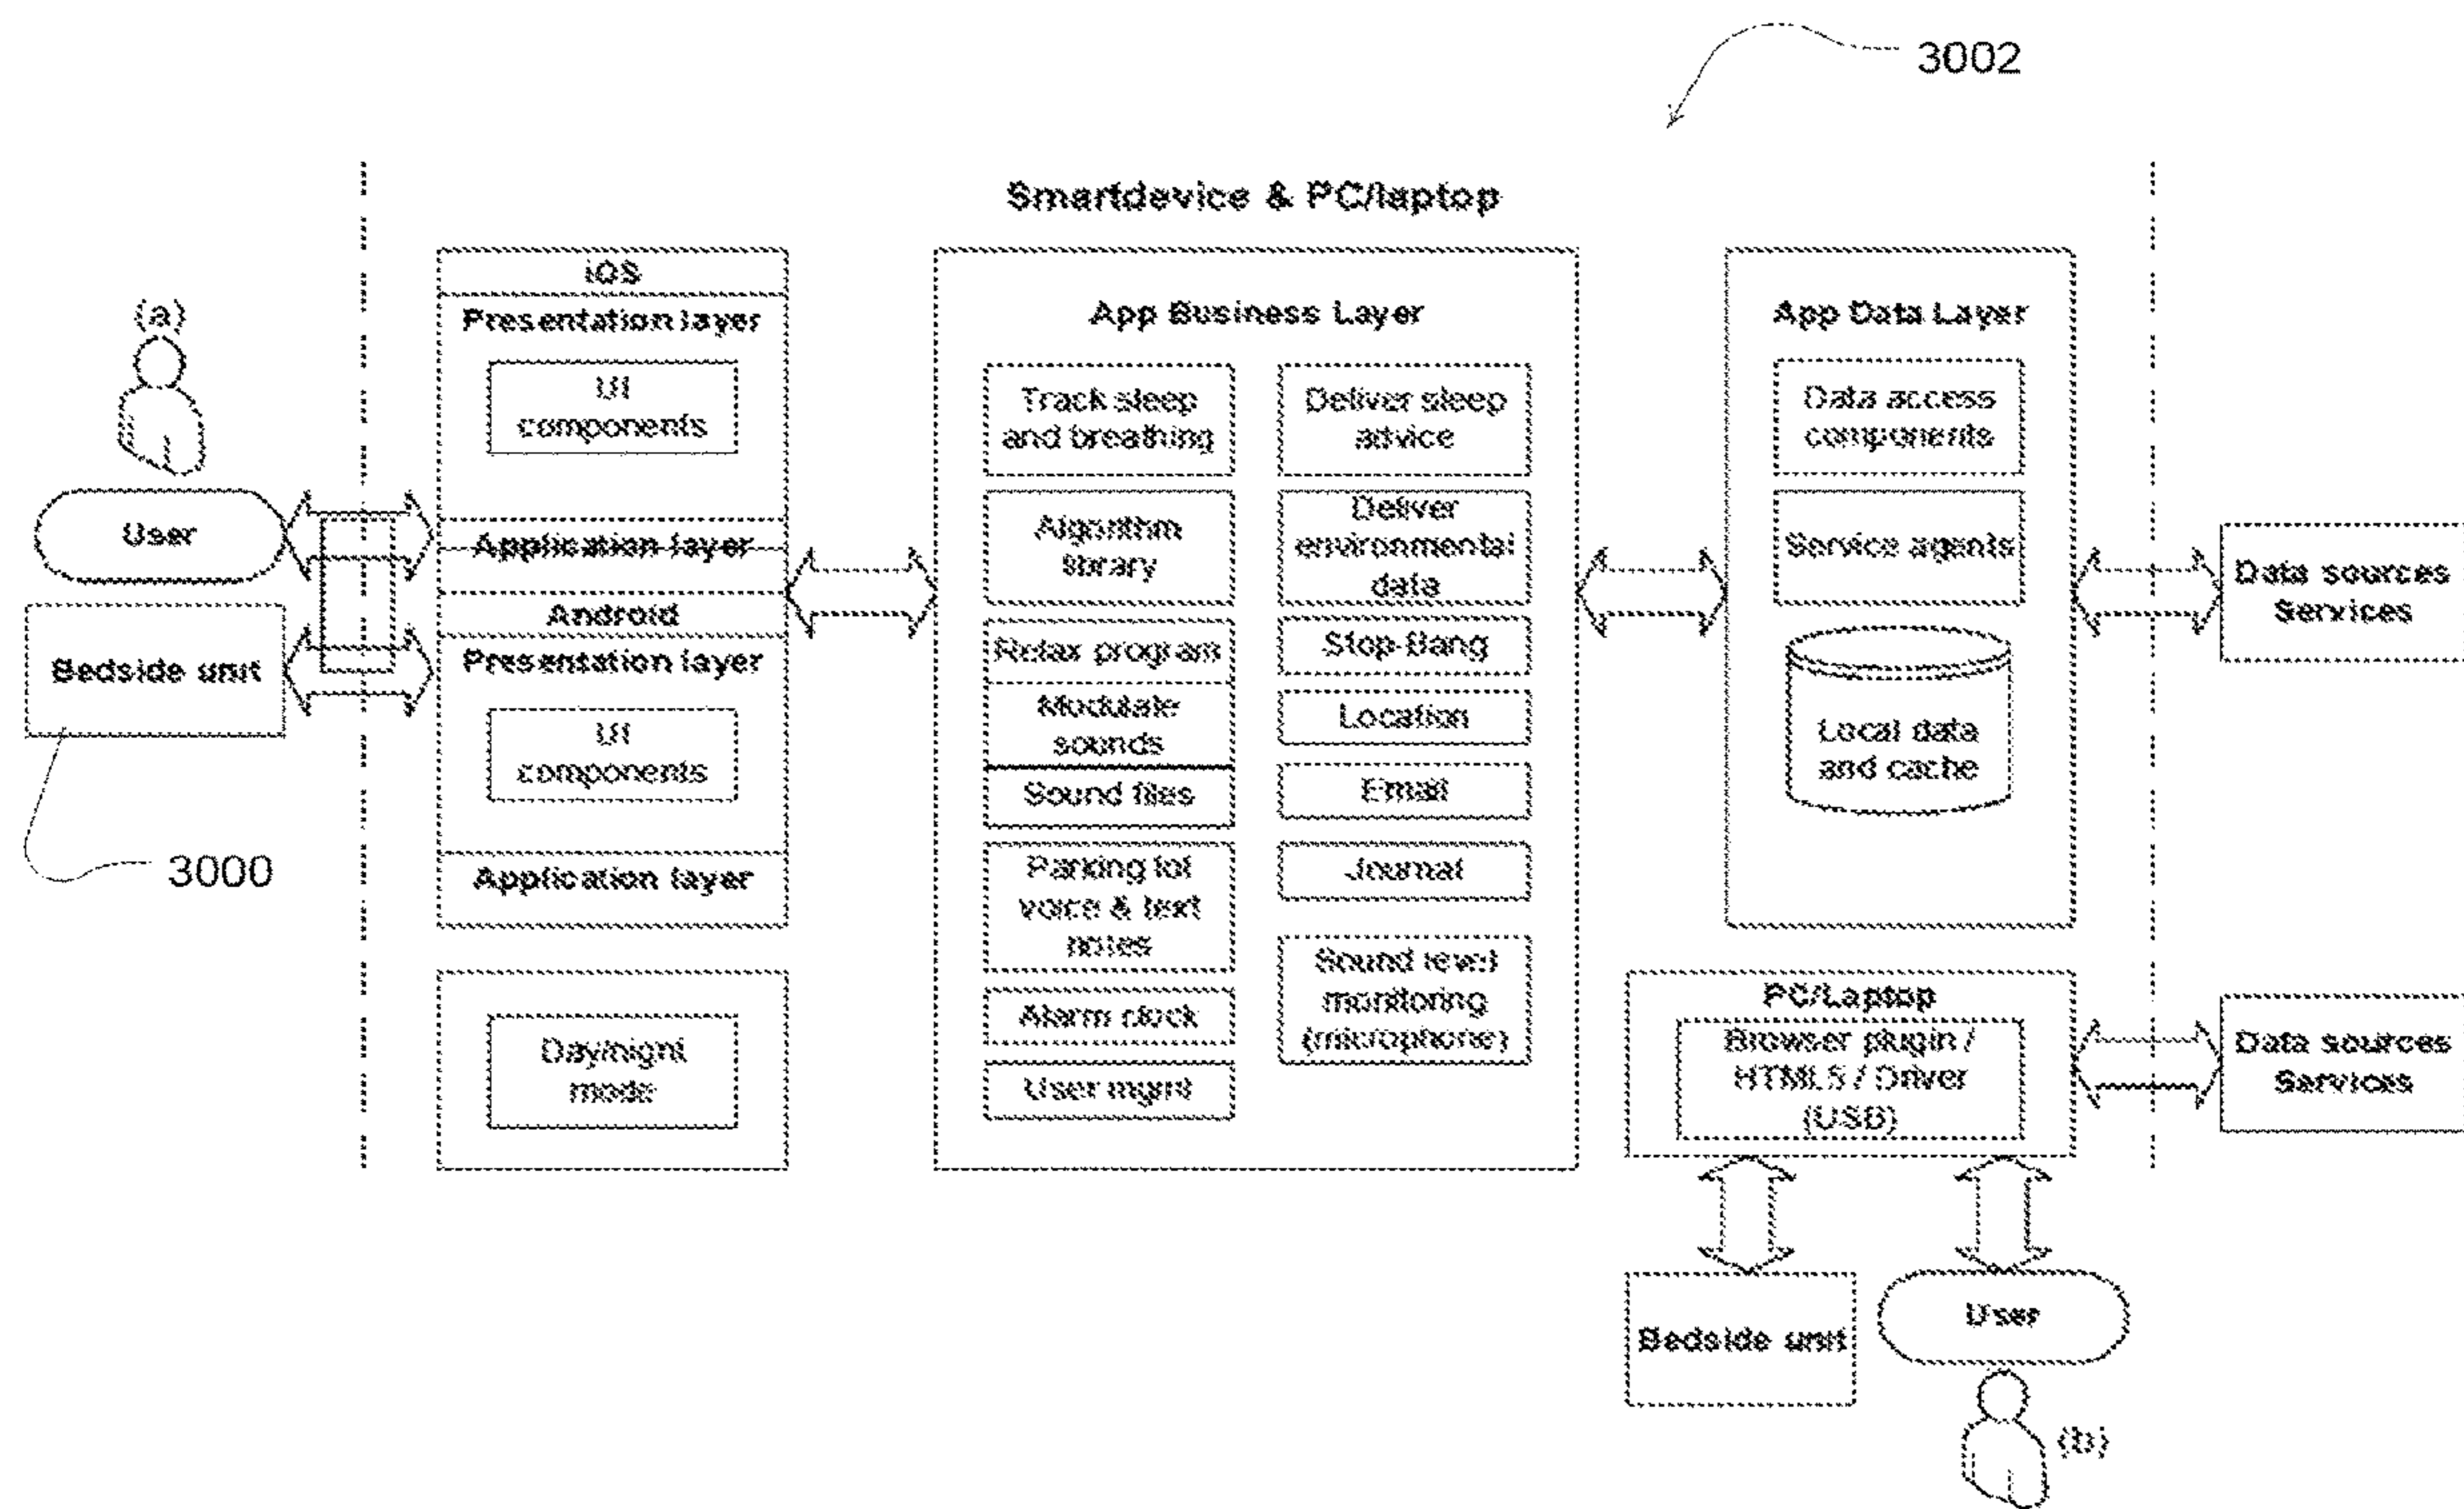 3002
Smartdevice & PC/laptop
(a)
User
Bedside unit
3000
iOS
Presentation layer
UI
components
Application layer
Android
Presentation layer
UI
components
Application layer
Day/night
mode
App Business Layer
Track sleep
and breathing
Algorithm
library
Relax program
Modulate
sounds
Sound files
Parking lot
voice & text
notes
Alarm clock
User mgmt
Deliver sleep
advice
Deliver
environmental
data
Stop-Bang
Location
Email
Journal
Sound level
monitoring
(microphone)
App Data Layer
Data access
components
Service agents
Local data
and cache
Data sources
Services
PC/Laptop
Browser plugin /
HTML5 / Driver
(USB)
Data sources
Services
Bedside unit
User
(b)